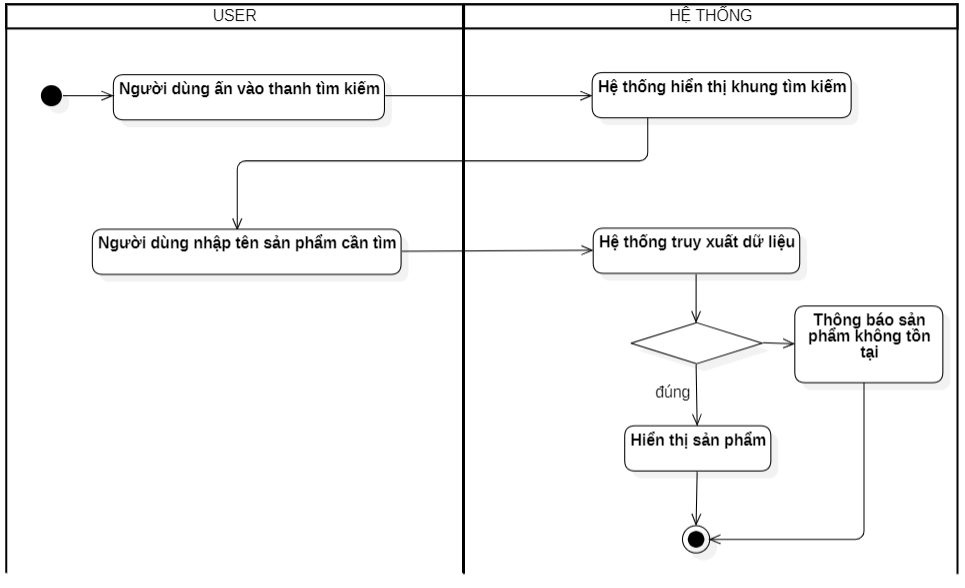 USER
HỆ THỐNG
Người dùng ấn vào thanh tìm kiếm
Hệ thống hiển thị khung tìm kiếm
Người dùng nhập tên sản phẩm cần tìm
Hệ thống truy xuất dữ liệu
Thông báo sản
phẩm không tồn
tại
đúng
Hiển thị sản phẩm